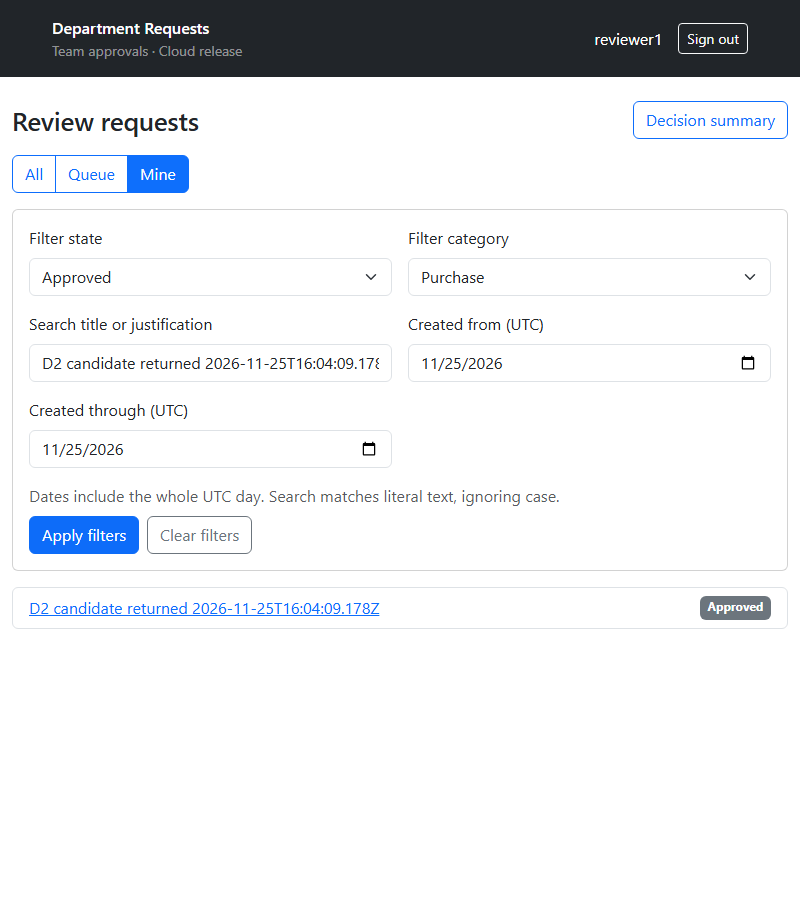 Department Requests
Team approvals · Cloud release
reviewer1
Sign out
Review requests
Decision summary
All
Queue
Mine
Filter state
Filter category
Approved
Purchase
Search title or justification
Created from (UTC)
D2 candidate returned 2026-11-25T16:04:09.178
11/25/2026
Created through (UTC)
11/25/2026
Dates include the whole UTC day. Search matches literal text, ignoring case.
Apply filters
Clear filters
D2 candidate returned 2026-11-25T16:04:09.178Z
Approved